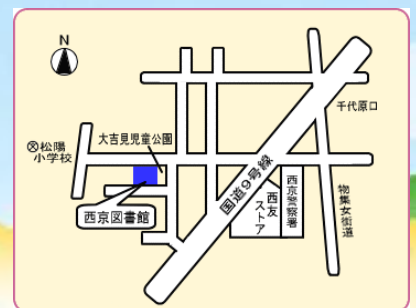 N
千代原口
大吉見児童公園
⊗松陽
小学校
国道9号線
西京図書館
西友
ストア
西京警察署
物集女街道